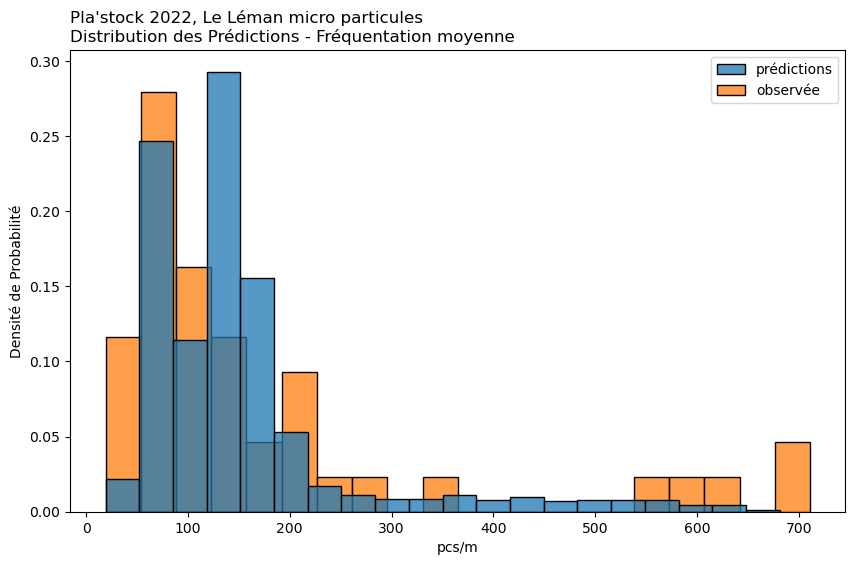 Pla'stock 2022, Le Léman micro particules
Distribution des Prédictions - Fréquentation moyenne
prédictions
observée
Densité de Probabilité
0.30
0.25
0.20
0.15
0.10
0.05
0.00
0 100 200 300 400 500 600 700
pcs/m